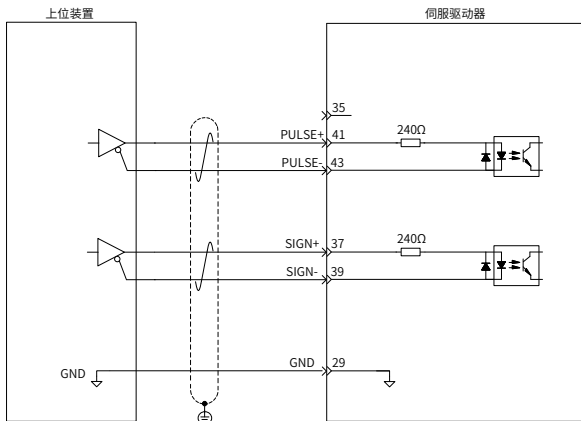 上位装置 伺服驱动器
35
PULSE+ 41 240Ω
PULSE- 43
SIGN+ 37 240Ω
SIGN- 39
GND GND 29